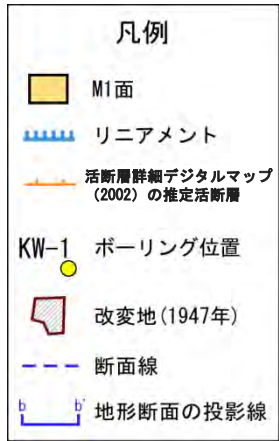 凡例
M1面
リニアメント
活断層詳細デジタルマップ
(2002)の推定活断層
KW-1 ボーリング位置
改変地(1947年)
断面線
b b' 地形断面の投影線